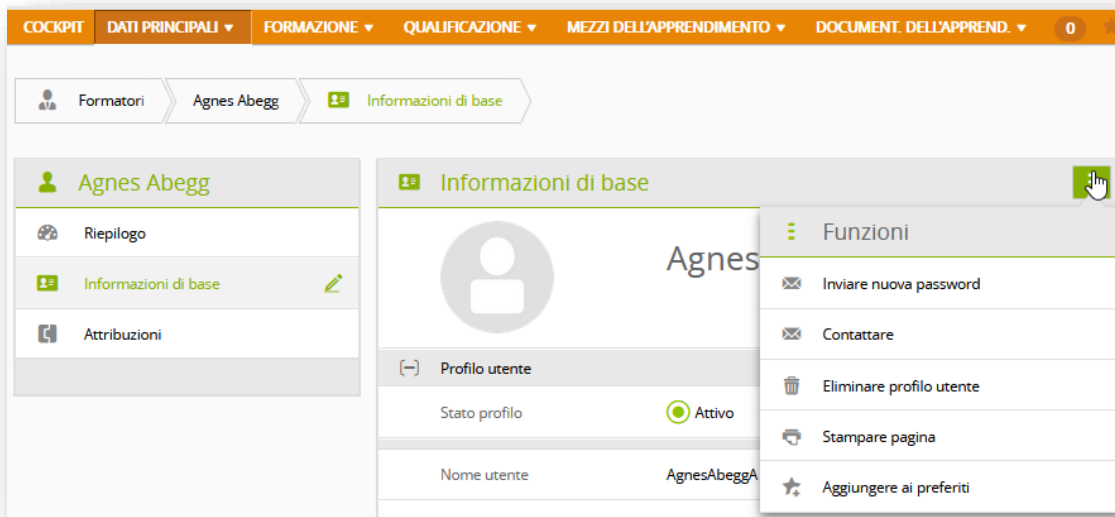 COCKPIT DATI PRINCIPALI FORMAZIONE QUALIFICAZIONE MEZZI DELL'APPRENDIMENTO DOCUMENT. DELL'APPREND. 0
Formatori Agnes Abegg Informazioni di base
Agnes Abegg
Riepilogo
Informazioni di base
Attribuzioni
Informazioni di base
Agnes
Profilo utente
Stato profilo Attivo
Nome utente AgnesAbeggA
Funzioni
Inviare nuova password
Contattare
Eliminare profilo utente
Stampare pagina
Aggiungere ai preferiti